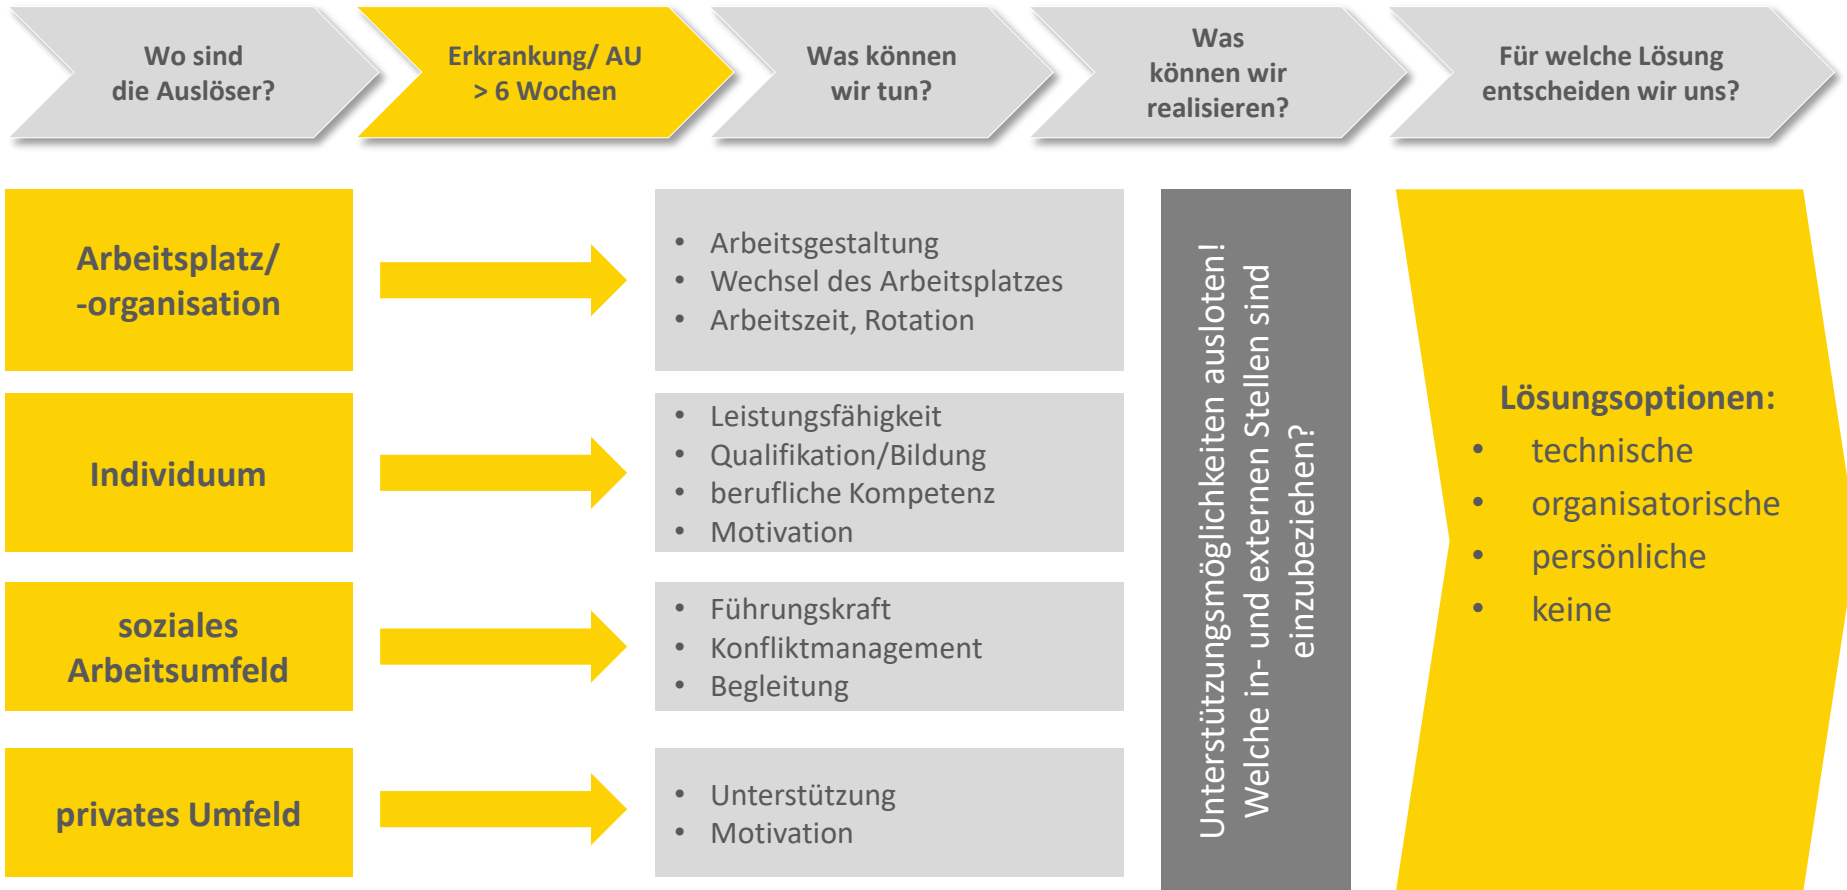 Wo sind
die Auslöser?
Erkrankung/ AU
> 6 Wochen
Was können
wir tun?
Was
können wir
realisieren?
Für welche Lösung
entscheiden wir uns?
Arbeitsplatz/
-organisation
• Arbeitsgestaltung
• Wechsel des Arbeitsplatzes
• Arbeitszeit, Rotation
Individuum
• Leistungsfähigkeit
• Qualifikation/Bildung
• berufliche Kompetenz
• Motivation
soziales
Arbeitsumfeld
• Führungskraft
• Konfliktmanagement
• Begleitung
privates Umfeld
• Unterstützung
• Motivation
Unterstützungsmöglichkeiten ausloten!
Welche in- und externen Stellen sind
einzubeziehen?
Lösungsoptionen:
• technische
• organisatorische
• persönliche
• keine